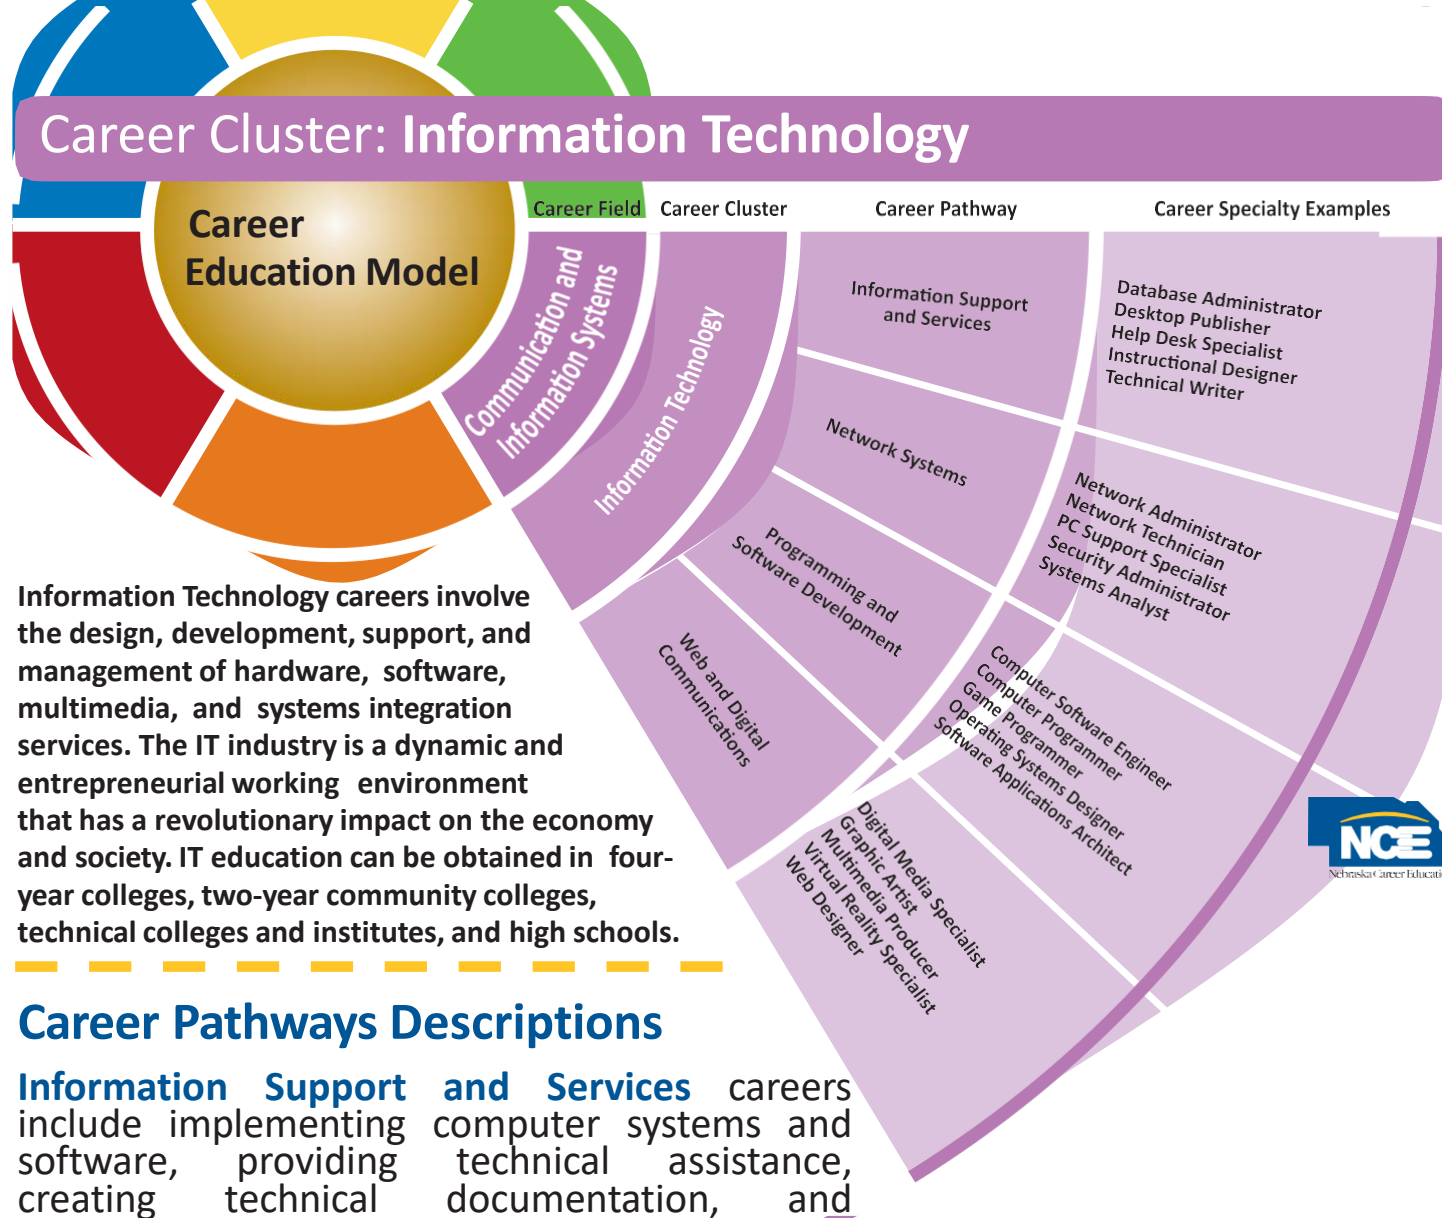 Career Cluster: Information Technology
Career Field
Career Cluster
Career Pathway
Career Specialty Examples
Career
Education Model
Communication and
Information Systems
Information Technology
Information Support
and Services
Database Administrator
Desktop Publisher
Help Desk Specialist
Instructional Designer
Technical Writer
Network Systems
Network Administrator
Network Technician
PC Support Specialist
Security Administrator
Systems Analyst
Programming and
Software Development
Computer Software Engineer
Computer Programmer
Game Programmer
Operating Systems Designer
Software Applications Architect
Web and Digital
Communications
Digital Media Specialist
Graphic Artist
Multimedia Producer
Virtual Reality Specialist
Web Designer
NCE
Nebraska Career Educati
Information Technology careers involve
the design, development, support, and
management of hardware, software,
multimedia, and systems integration
services. The IT industry is a dynamic and
entrepreneurial working environment
that has a revolutionary impact on the economy
and society. IT education can be obtained in four-
year colleges, two-year community colleges,
technical colleges and institutes, and high schools.
Career Pathways Descriptions
Information Support and Services careers
include implementing computer systems and
software, providing technical assistance,
creating technical documentation, and